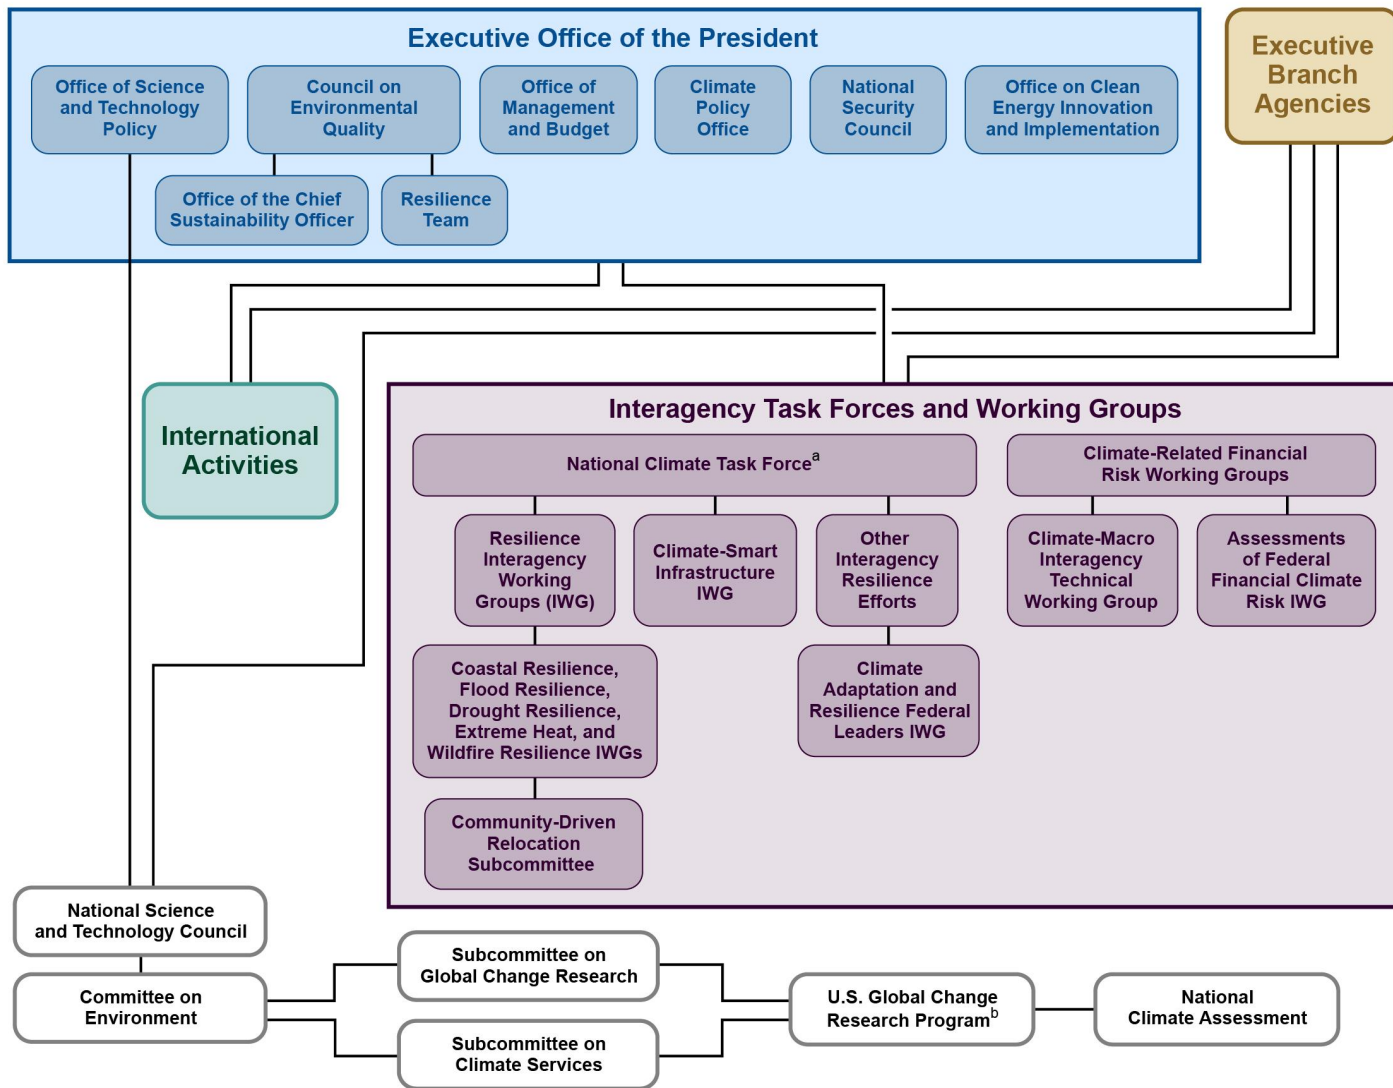 Executive Office of the President
Executive
Branch
Agencies
Office of Science
and Technology
Policy
Council on
Environmental
Quality
Office of
Management
and Budget
Climate
Policy
Office
National
Security
Council
Office on Clean
Energy Innovation
and Implementation
Office of the Chief
Sustainability Officer
Resilience
Team
International
Activities
Interagency Task Forces and Working Groups
National Climate Task Forceᵃ
Climate-Related Financial
Risk Working Groups
Resilience
Interagency
Working
Groups (IWG)
Climate-Smart
Infrastructure
IWG
Other
Interagency
Resilience
Efforts
Climate-Macro
Interagency
Technical
Working Group
Assessments
of Federal
Financial Climate
Risk IWG
Coastal Resilience,
Flood Resilience,
Drought Resilience,
Extreme Heat, and
Wildfire Resilience IWGs
Climate
Adaptation and
Resilience Federal
Leaders IWG
Community-Driven
Relocation
Subcommittee
National Science
and Technology Council
Committee on
Environment
Subcommittee on
Global Change Research
Subcommittee on
Climate Services
U.S. Global Change
Research Programᵇ
National
Climate Assessment